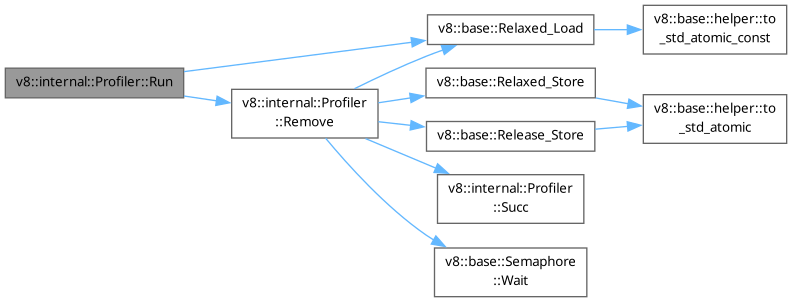 v8::internal::Profiler::Run
v8::internal::Profiler
::Remove
v8::base::Relaxed_Load
v8::base::Relaxed_Store
v8::base::Release_Store
v8::internal::Profiler
::Succ
v8::base::Semaphore
::Wait
v8::base::helper::to
_std_atomic_const
v8::base::helper::to
_std_atomic